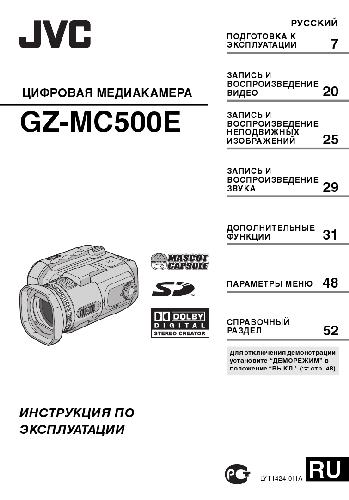 JVC
ЦИФРОВАЯ МЕДИАКАМЕРА
GZ-MC500E
MASCOT
CAPSULE
SD
DOLBY
DIGITAL
STEREO CREATOR
ИНСТРУКЦИЯ ПО
ЭКСПЛУАТАЦИИ
РУССКИЙ
ПОДГОТОВКА К
ЭКСПЛУАТАЦИИ 7
ЗАПИСЬ И
ВОСПРОИЗВЕДЕНИЕ
ВИДЕО 20
ЗАПИСЬ И
ВОСПРОИЗВЕДЕНИЕ
НЕПОДВИЖНЫХ
ИЗОБРАЖЕНИЙ 25
ЗАПИСЬ И
ВОСПРОИЗВЕДЕНИЕ
ЗВУКА 29
ДОПОЛНИТЕЛЬНЫЕ
ФУНКЦИИ 31
ПАРАМЕТРЫ МЕНЮ 48
СПРАВОЧНЫЙ
РАЗДЕЛ 52
Для отключения демонстрации
установите "ДЕМОРЕЖИМ" в
положение "ВЫКЛ" (☞ стр. 48)
LYT1424-011A
RU